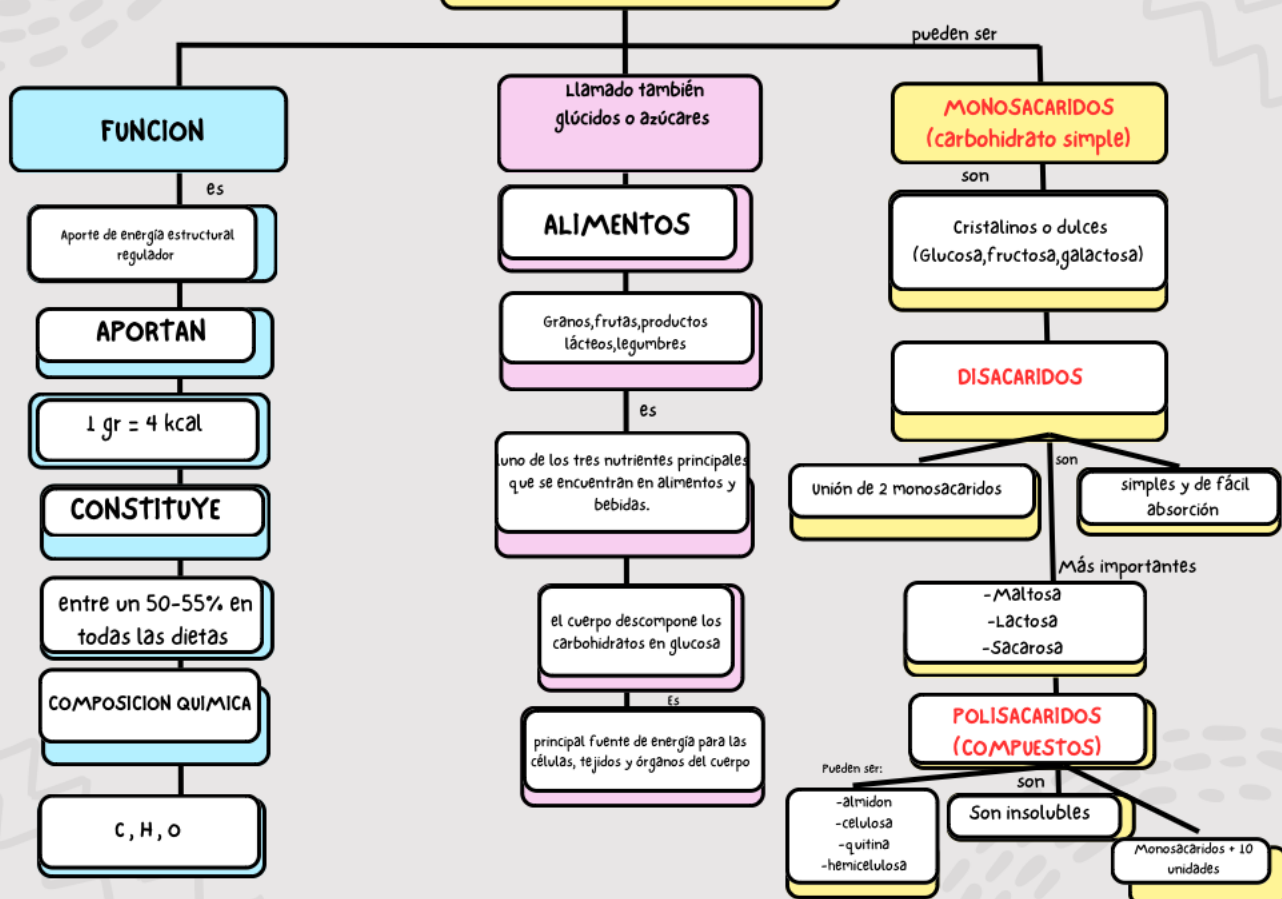 pueden ser
FUNCION
es
Aporte de energía estructural
regulador
APORTAN
1 gr = 4 kcal
CONSTITUYE
entre un 50-55% en
todas las dietas
COMPOSICION QUIMICA
C, H, O
Llamado también
glúcidos o azúcares
ALIMENTOS
Granos,frutas,productos
lácteos,legumbres
es
uno de los tres nutrientes principales
que se encuentran en alimentos y
bebidas.
el cuerpo descompone los
carbohidratos en glucosa
Es
principal fuente de energía para las
células, tejidos y órganos del cuerpo
MONOSACARIDOS
(carbohidrato simple)
son
Cristalinos o dulces
(Glucosa,fructosa,galactosa)
DISACARIDOS
son
Unión de 2 monosacaridos
simples y de fácil
absorción
Más importantes
-Maltosa
-Lactosa
-Sacarosa
POLISACARIDOS
(COMPUESTOS)
Pueden ser:
-almidon
-celulosa
-quitina
-hemicelulosa
son
Son insolubles
Monosacaridos + 10
unidades